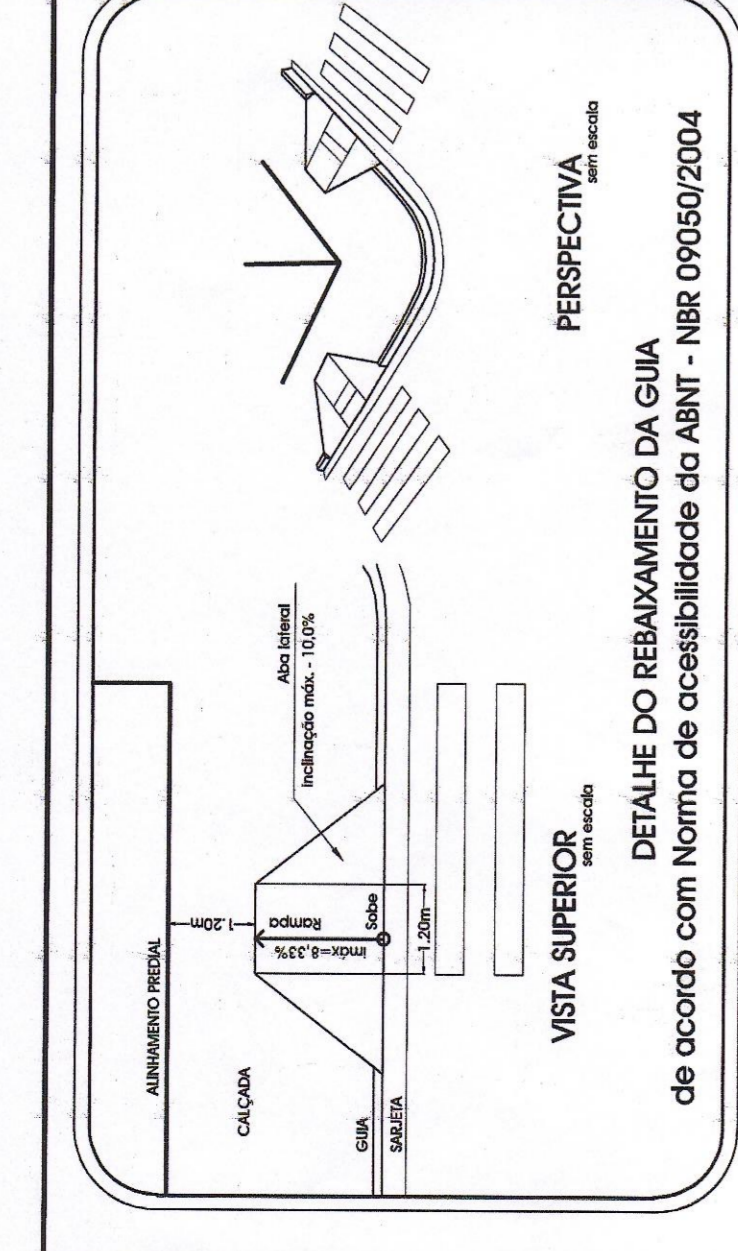 ALINHAMENTO PREDIAL
CALÇADA
GUIA
SARJETA
1.20m
Rampa
imáx=8,33%
Sobe
1.20m
Aba lateral
inclinação máx. - 10,0%
VISTA SUPERIOR
sem escala
PERSPECTIVA
sem escala
DETALHE DO REBAIXAMENTO DA GUIA
de acordo com Norma de acessibilidade da ABNT - NBR 09050/2004